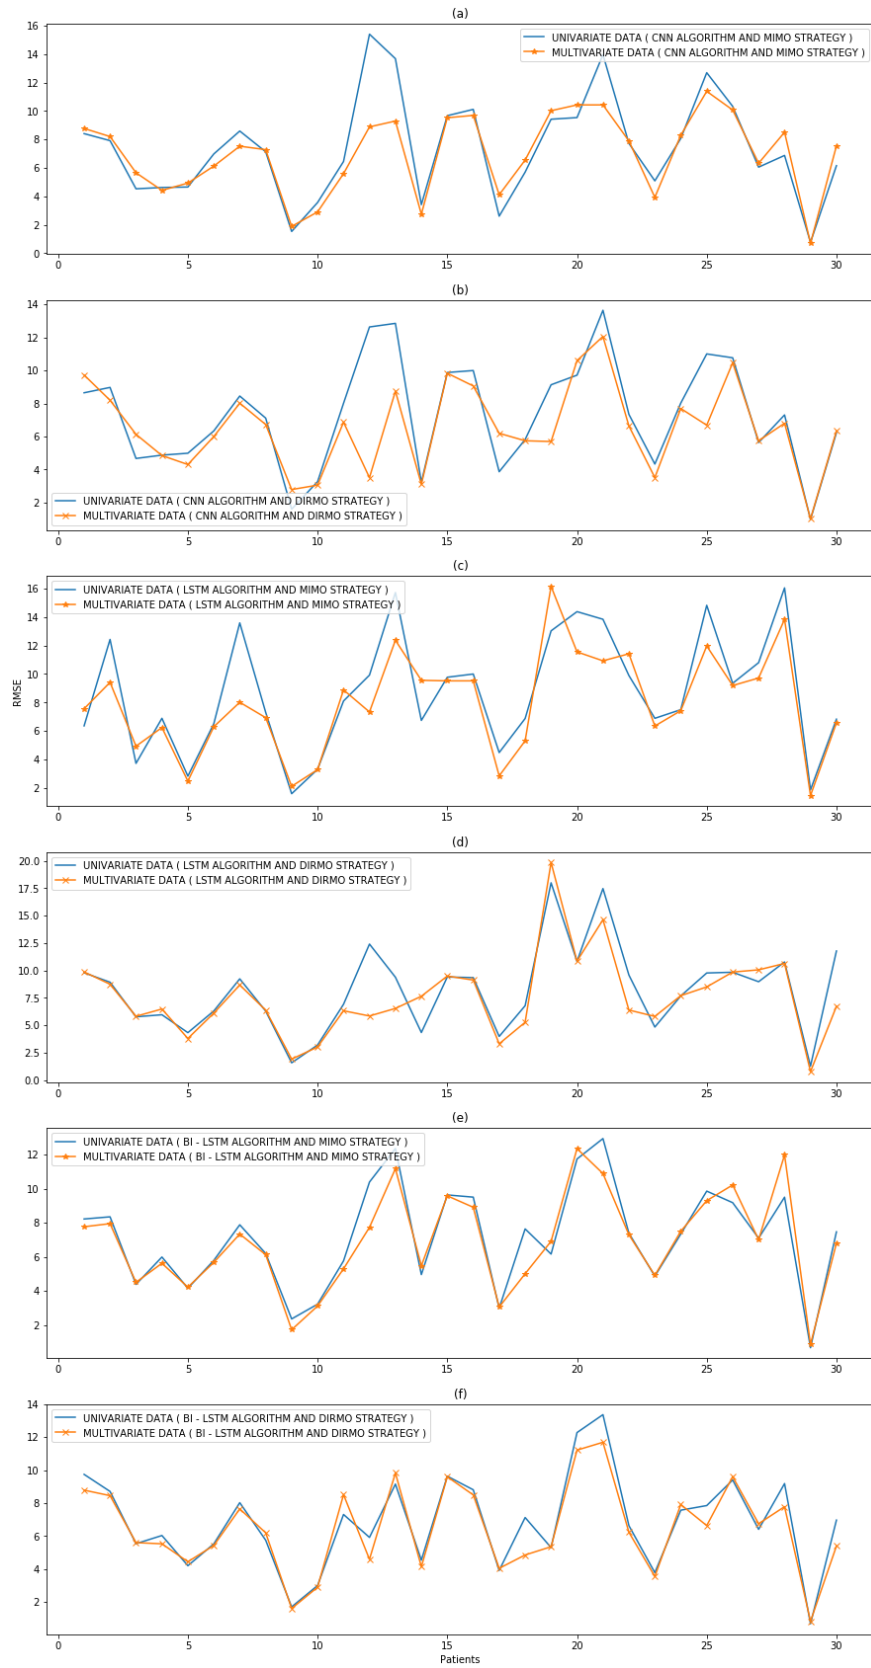 (a)
UNIVARIATE DATA ( CNN ALGORITHM AND MIMO STRATEGY )
MULTIVARIATE DATA ( CNN ALGORITHM AND MIMO STRATEGY )
16
14
12
10
8
6
4
2
0
0 5 10 15 20 25 30
(b)
14
12
10
8
6
4
2
UNIVARIATE DATA ( CNN ALGORITHM AND DIRMO STRATEGY )
MULTIVARIATE DATA ( CNN ALGORITHM AND DIRMO STRATEGY )
0 5 10 15 20 25 30
(c)
UNIVARIATE DATA ( LSTM ALGORITHM AND MIMO STRATEGY )
MULTIVARIATE DATA ( LSTM ALGORITHM AND MIMO STRATEGY )
16
14
12
10
8
6
4
2
RMSE
0 5 10 15 20 25 30
(d)
UNIVARIATE DATA ( LSTM ALGORITHM AND DIRMO STRATEGY )
MULTIVARIATE DATA ( LSTM ALGORITHM AND DIRMO STRATEGY )
20.0
17.5
15.0
12.5
10.0
7.5
5.0
2.5
0.0
0 5 10 15 20 25 30
(e)
UNIVARIATE DATA ( BI - LSTM ALGORITHM AND MIMO STRATEGY )
MULTIVARIATE DATA ( BI - LSTM ALGORITHM AND MIMO STRATEGY )
12
10
8
6
4
2
0 5 10 15 20 25 30
(f)
UNIVARIATE DATA ( BI - LSTM ALGORITHM AND DIRMO STRATEGY )
MULTIVARIATE DATA ( BI - LSTM ALGORITHM AND DIRMO STRATEGY )
14
12
10
8
6
4
2
0 5 10 15 20 25 30
Patients